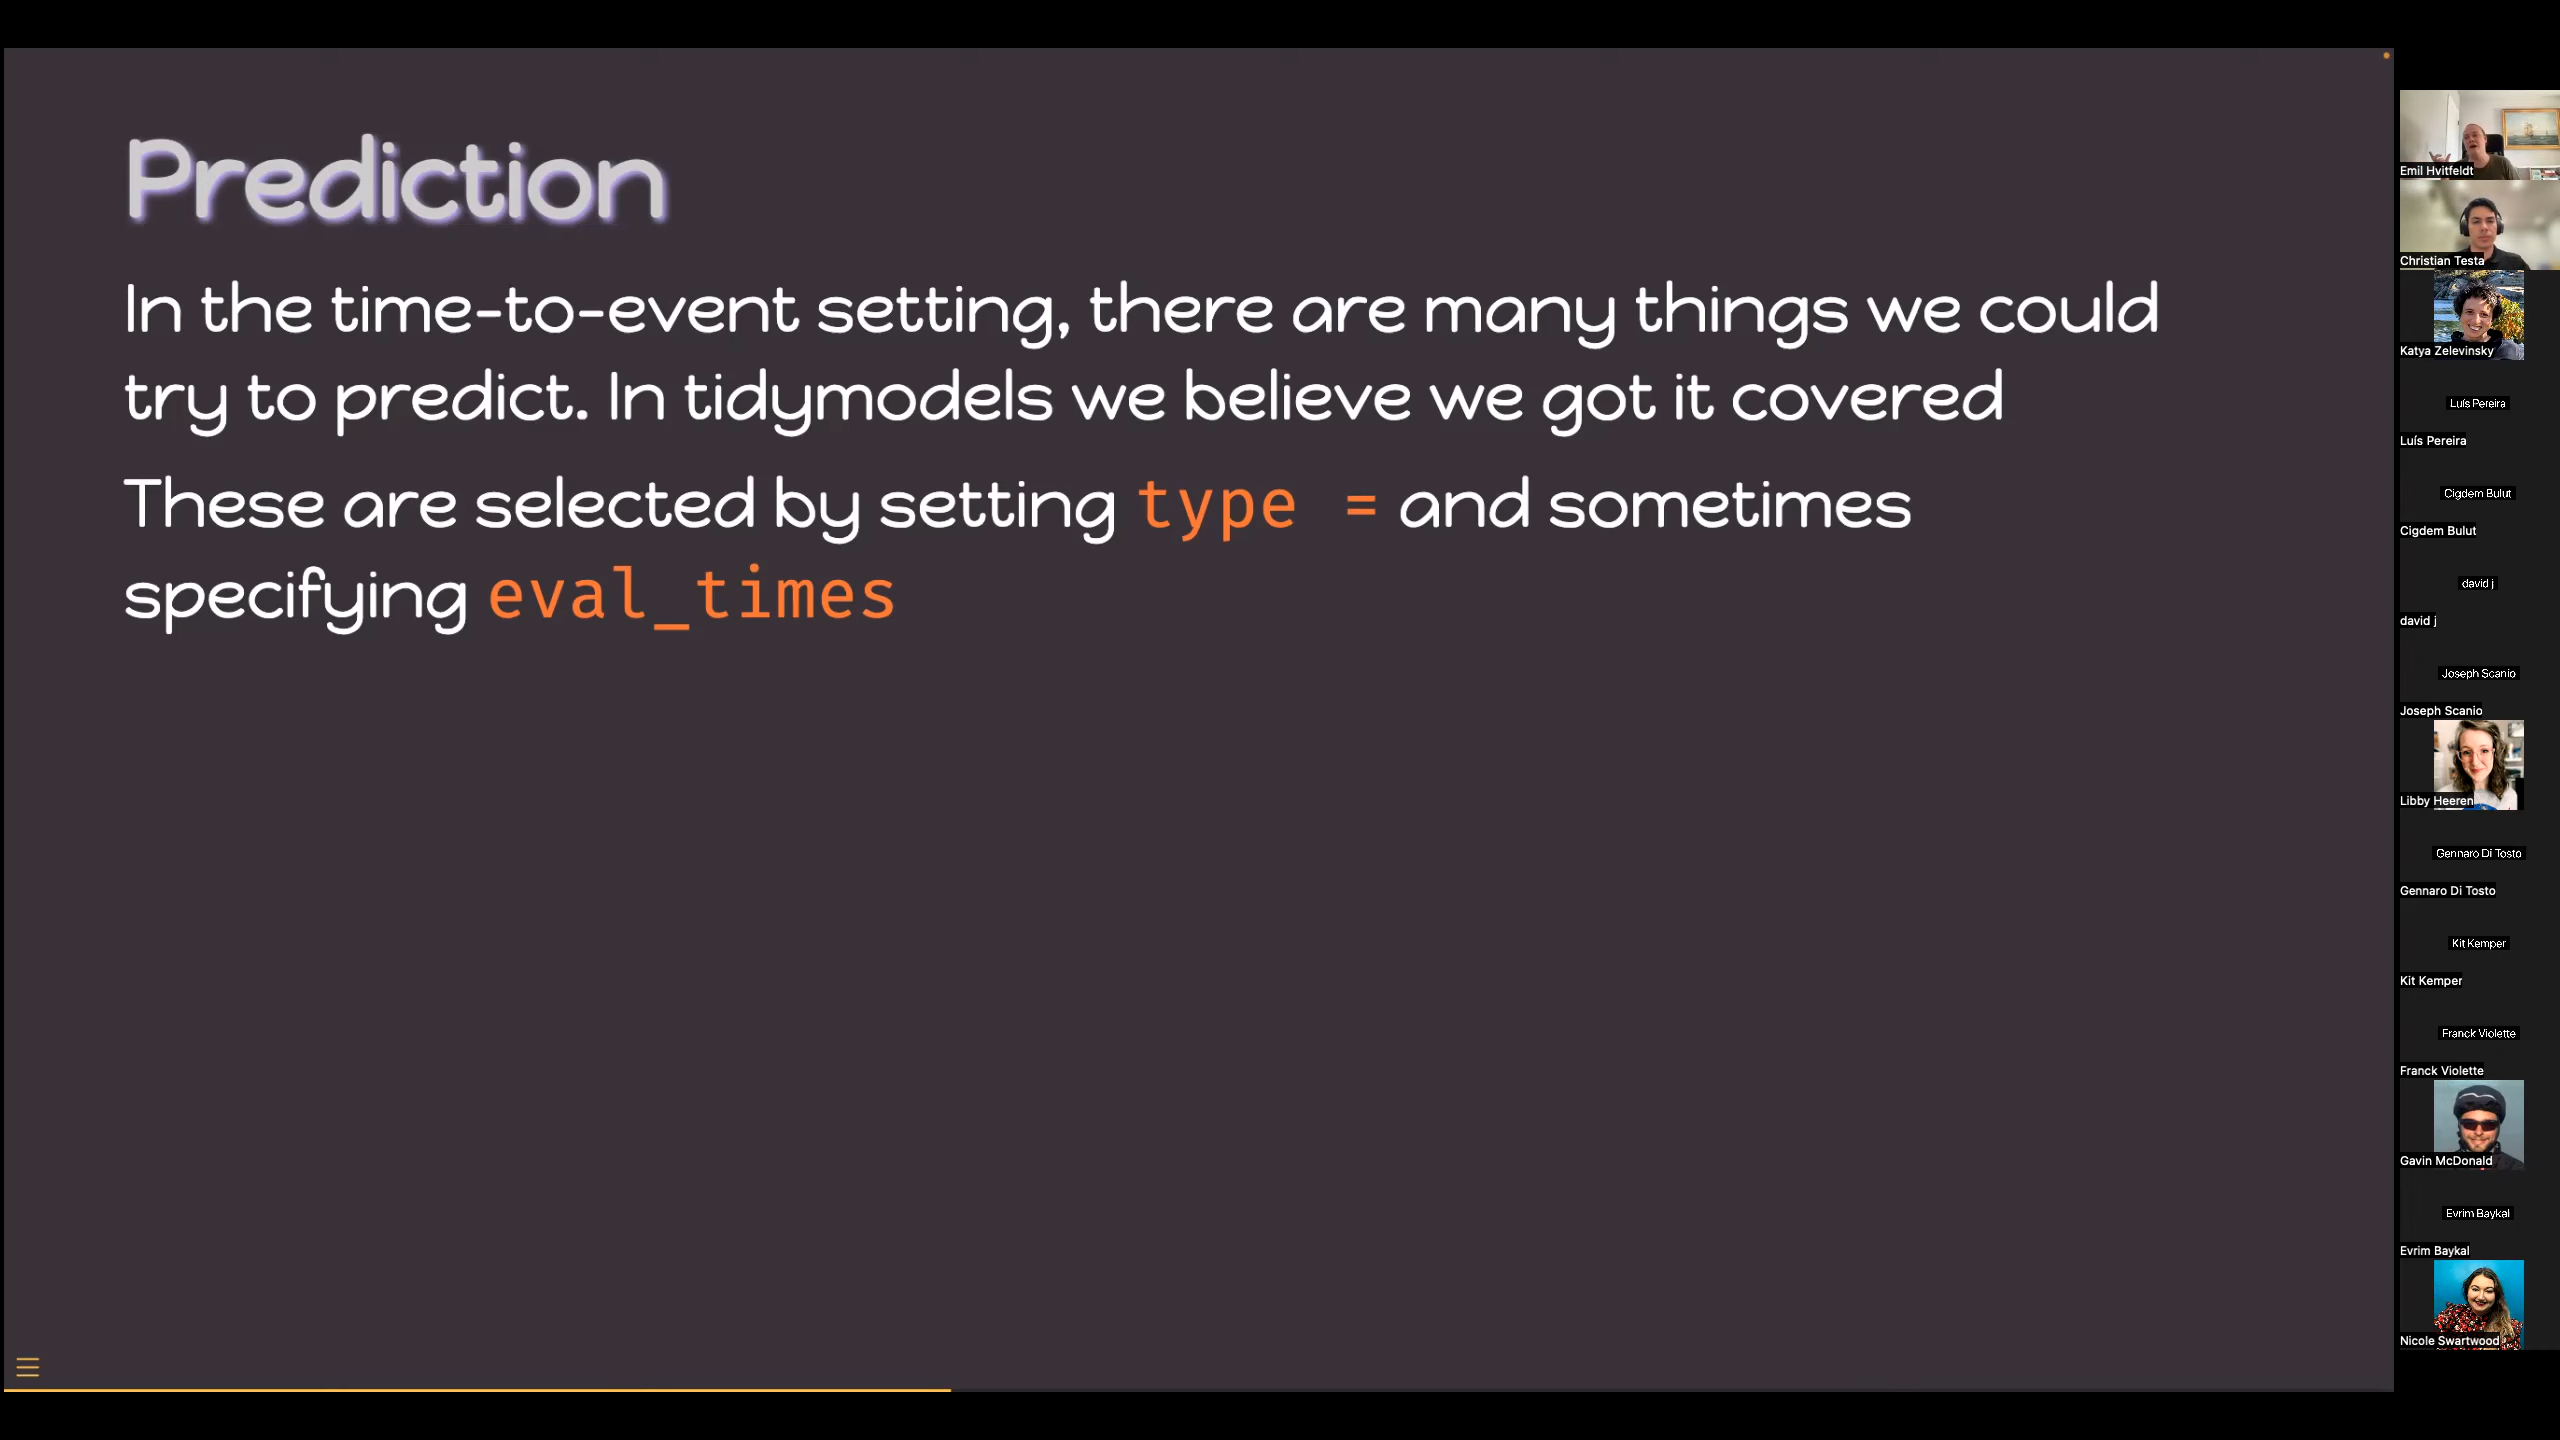 Prediction
In the time-to-event setting, there are many things we could
try to predict. In tidymodels we believe we got it covered
These are selected by setting type = and sometimes
specifying eval_times
Emil Hvitfeldt
Christian Testa
Katya Zelevinsky
Luís Pereira
Luís Pereira
Cigdem Bulut
Cigdem Bulut
david j
david j
Joseph Scanio
Joseph Scanio
Libby Heeren
Gennaro Di Tosto
Gennaro Di Tosto
Kit Kemper
Kit Kemper
Franck Violette
Franck Violette
Gavin McDonald
Evrim Baykal
Evrim Baykal
Nicole Swartwood